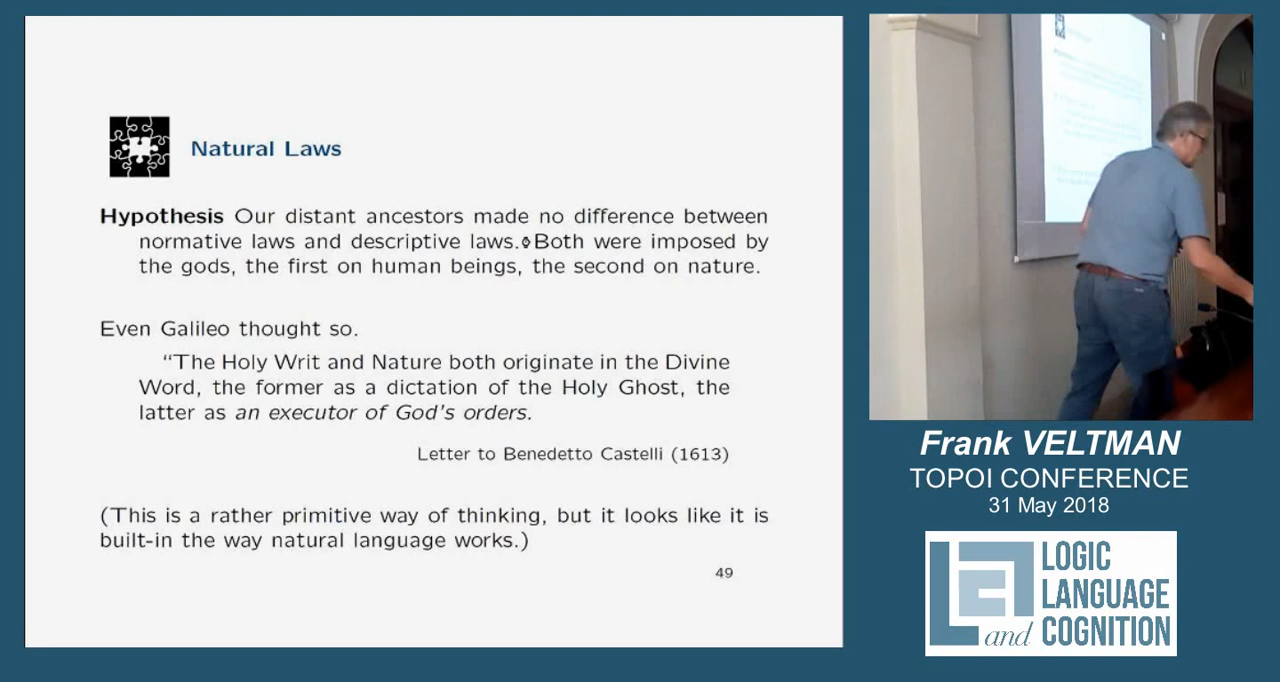 Natural Laws
Hypothesis Our distant ancestors made no difference between
normative laws and descriptive laws. Both were imposed by
the gods, the first on human beings, the second on nature.
Even Galileo thought so.
“The Holy Writ and Nature both originate in the Divine
Word, the former as a dictation of the Holy Ghost, the
latter as an executor of God's orders.
Letter to Benedetto Castelli (1613)
(This is a rather primitive way of thinking, but it looks like it is
built-in the way natural language works.)
49
Frank VELTMAN
TOPOI CONFERENCE
31 May 2018
LOGIC
LANGUAGE
and COGNITION